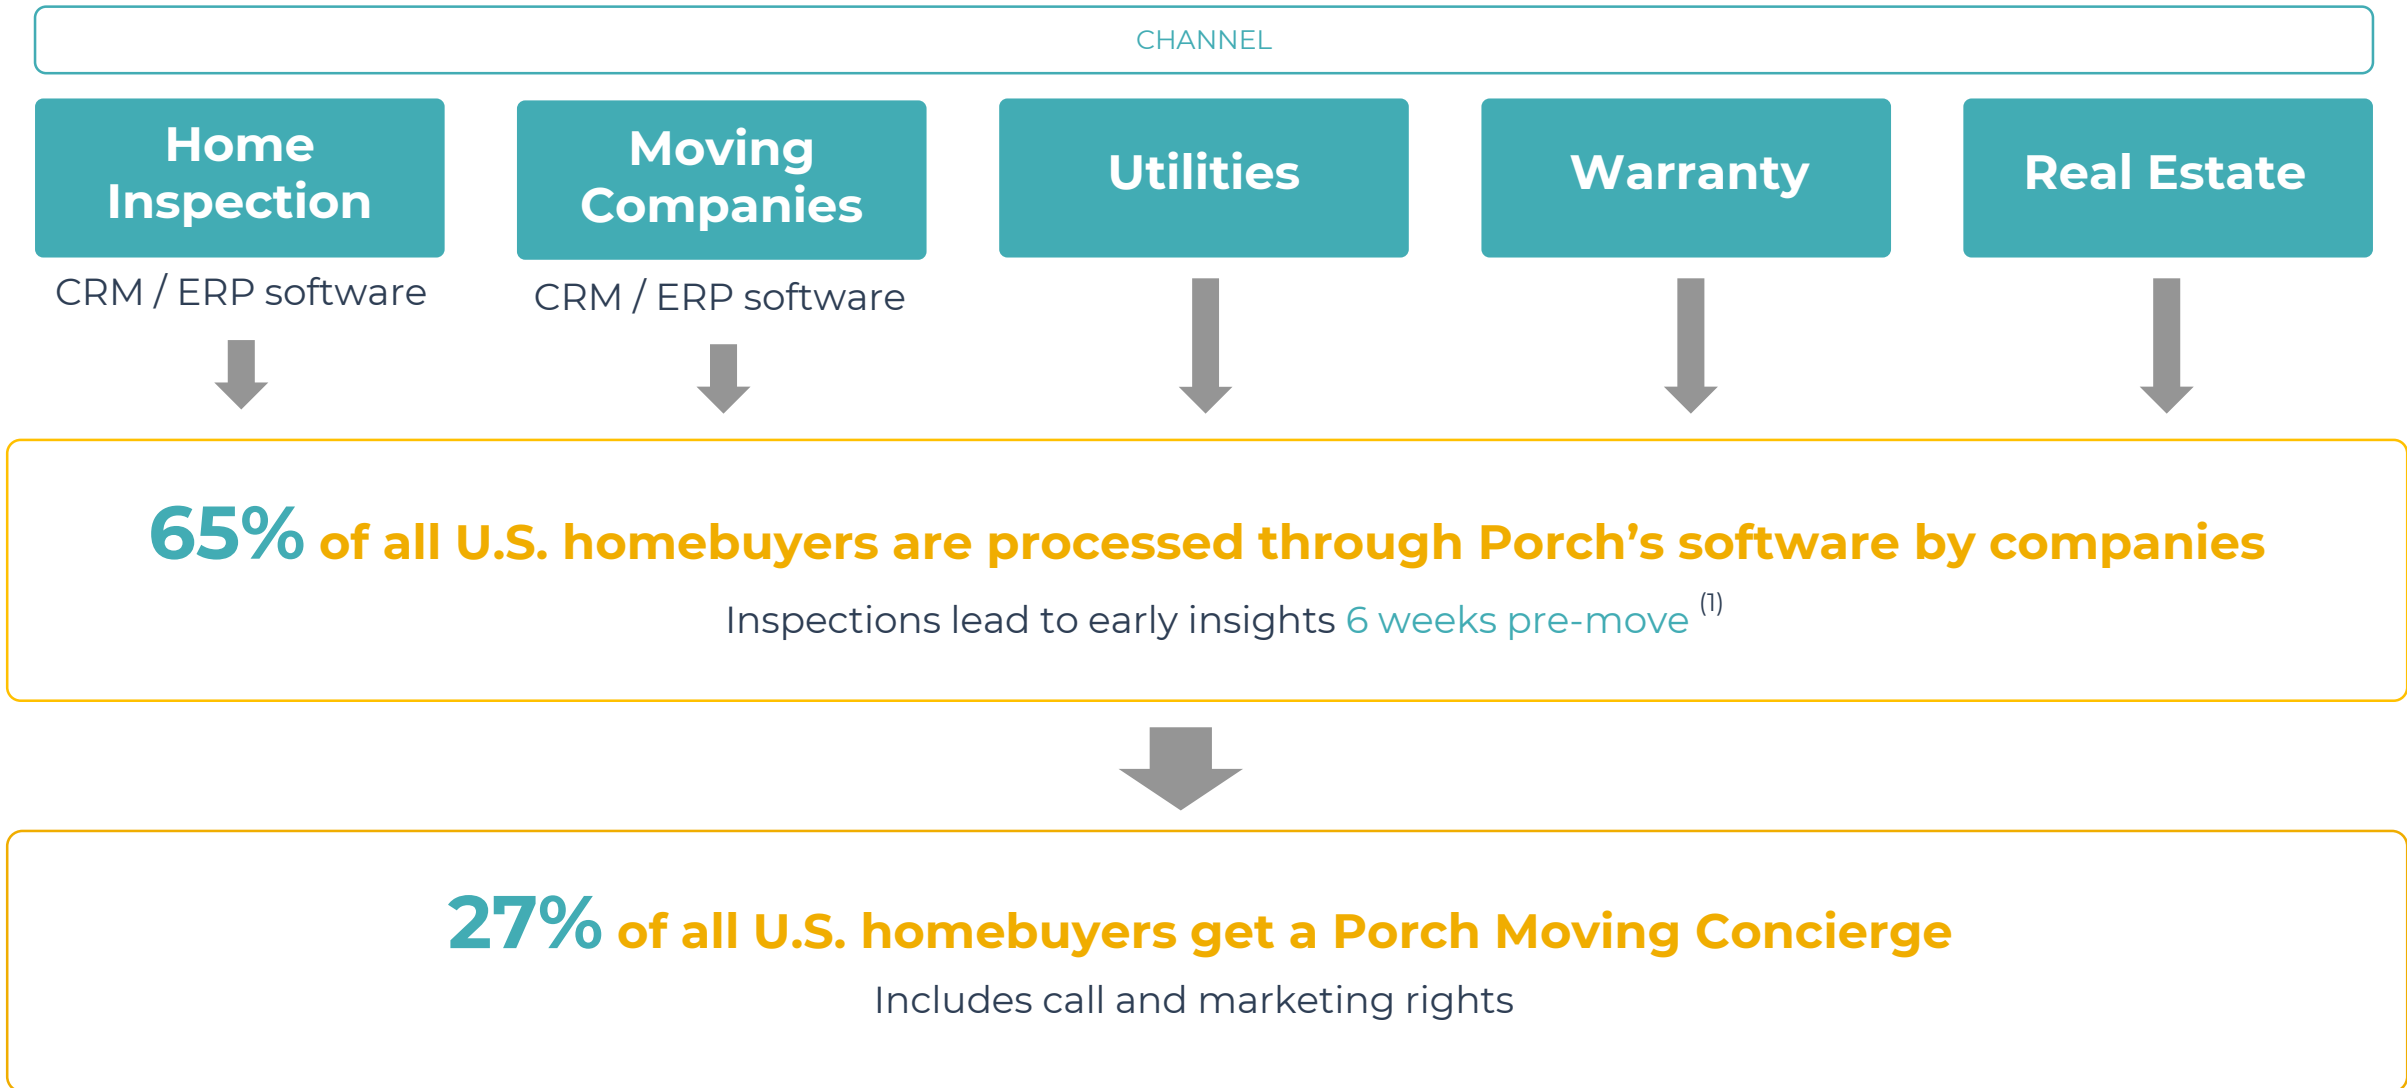 CHANNEL
Home
Inspection
Moving
Companies
Utilities
Warranty
Real Estate
CRM / ERP software
CRM / ERP software
65% of all U.S. homebuyers are processed through Porch’s software by companies
Inspections lead to early insights 6 weeks pre-move (1)
27% of all U.S. homebuyers get a Porch Moving Concierge
Includes call and marketing rights